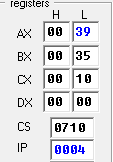 registers
H L
AX 00 39
BX 00 35
CX 00 10
DX 00 00
CS 0710
IP 0004